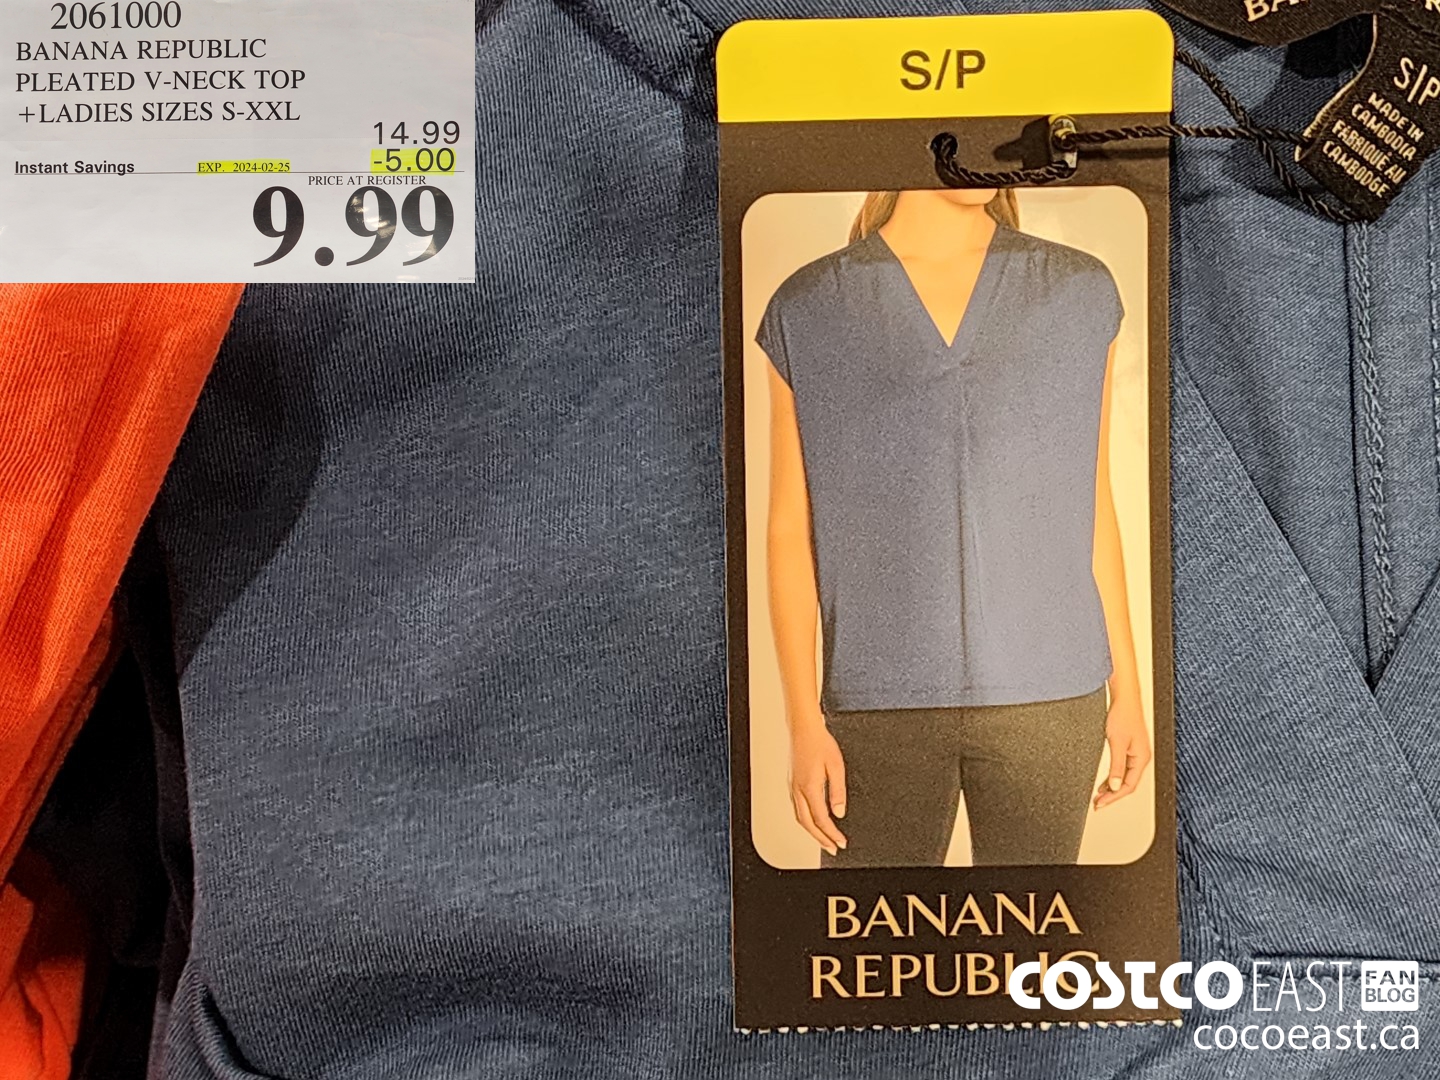 2061000
BANANA REPUBLIC
PLEATED V-NECK TOP
+LADIES SIZES S-XXL
14.99
Instant Savings EXP. 2024-02-25 -5.00
PRICE AT REGISTER
9.99
S/P
BANANA
REPUBLIC
S/P
MADE IN
CAMBODIA
FABRIQUÉ AU
CAMBODGE
COSTCO EAST FAN BLOG
cocoeast.ca